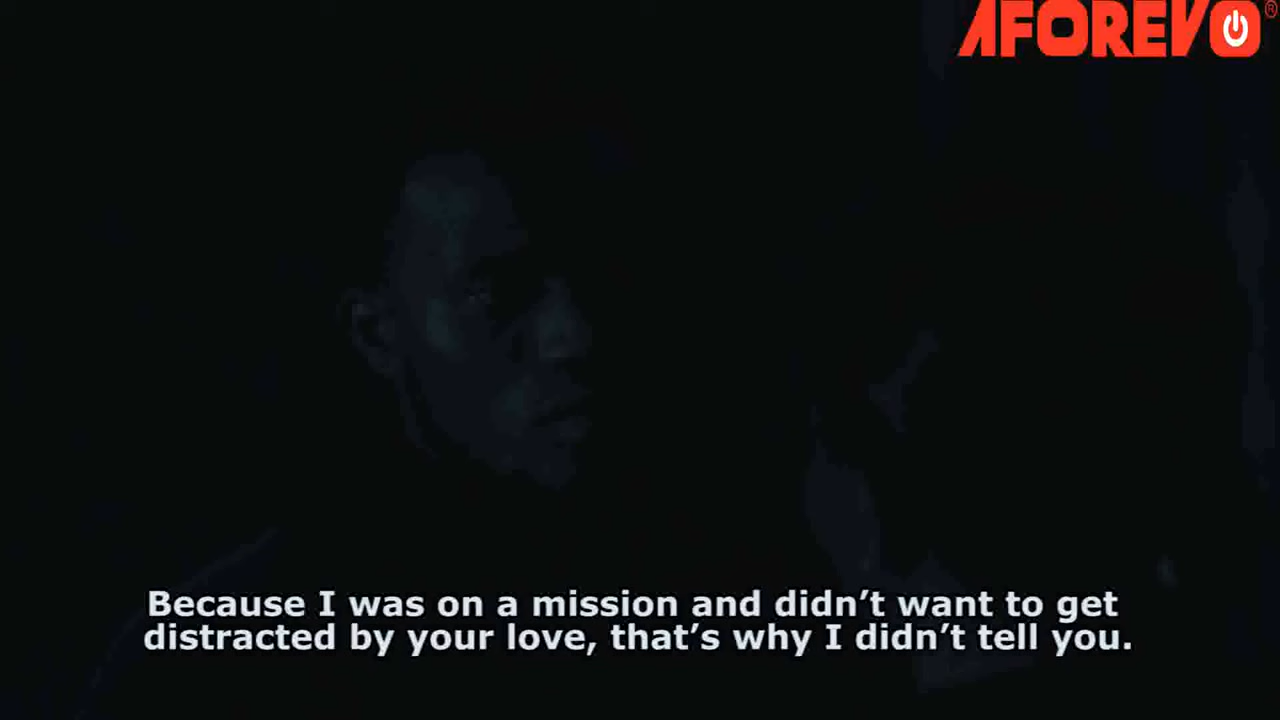 AFOREVO®
Because I was on a mission and didn’t want to get
distracted by your love, that’s why I didn’t tell you.